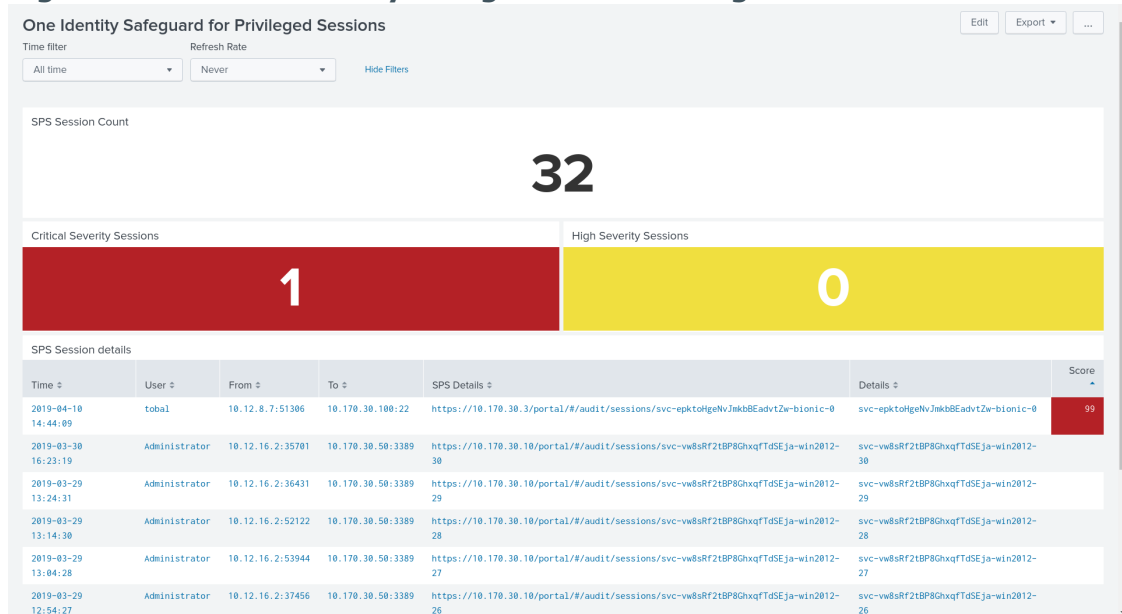 One Identity Safeguard for Privileged Sessions
Edit
Export
...
Time filter
Refresh Rate
All time
Never
Hide Filters
SPS Session Count
32
Critical Severity Sessions
High Severity Sessions
1
0
SPS Session details
Time User From To SPS Details Details Score
2019-04-10 tobal 10.12.8.7:51306 10.170.30.100:22 https://10.170.30.3/portal/#/audit/sessions/svc-epktoHgeNvJmkbBEadvtZw-bionic-0 svc-epktoHgeNvJmkbBEadvtZw-bionic-0 99
14:44:09
2019-03-30 Administrator 10.12.16.2:35701 10.170.30.50:3389 https://10.170.30.10/portal/#/audit/sessions/svc-vw8sRf2tBP8GhxqfTdSEja-win2012- svc-vw8sRf2tBP8GhxqfTdSEja-win2012-
16:23:19 30 30
2019-03-29 Administrator 10.12.16.2:36431 10.170.30.50:3389 https://10.170.30.10/portal/#/audit/sessions/svc-vw8sRf2tBP8GhxqfTdSEja-win2012- svc-vw8sRf2tBP8GhxqfTdSEja-win2012-
13:24:31 29 29
2019-03-29 Administrator 10.12.16.2:52122 10.170.30.50:3389 https://10.170.30.10/portal/#/audit/sessions/svc-vw8sRf2tBP8GhxqfTdSEja-win2012- svc-vw8sRf2tBP8GhxqfTdSEja-win2012-
13:14:30 28 28
2019-03-29 Administrator 10.12.16.2:53944 10.170.30.50:3389 https://10.170.30.10/portal/#/audit/sessions/svc-vw8sRf2tBP8GhxqfTdSEja-win2012- svc-vw8sRf2tBP8GhxqfTdSEja-win2012-
13:04:28 27 27
2019-03-29 Administrator 10.12.16.2:37456 10.170.30.50:3389 https://10.170.30.10/portal/#/audit/sessions/svc-vw8sRf2tBP8GhxqfTdSEja-win2012- svc-vw8sRf2tBP8GhxqfTdSEja-win2012-
12:54:27 26 26